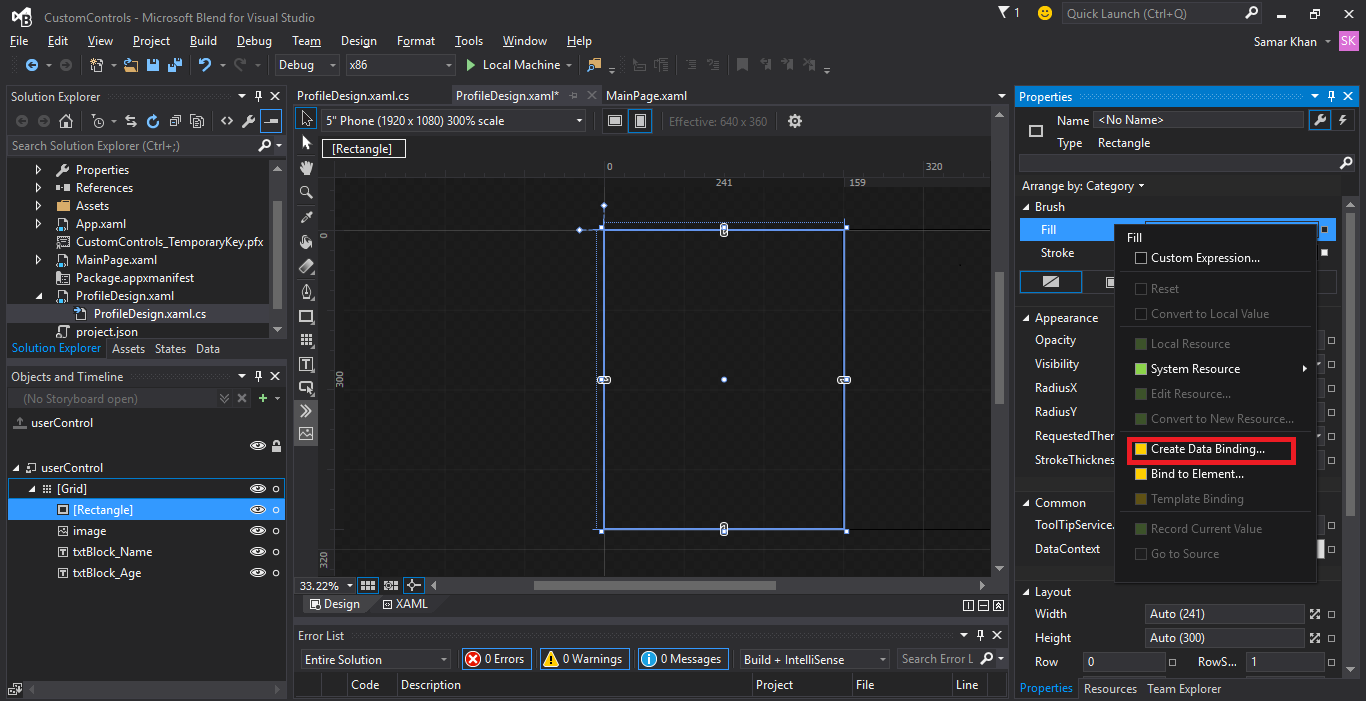 CustomControls - Microsoft Blend for Visual Studio
1
Quick Launch (Ctrl+Q)
File Edit View Project Build Debug Team Design Format Tools Window Help
Samar Khan SK
Debug x86 Local Machine
Solution Explorer
Search Solution Explorer (Ctrl+;)
Properties
References
Assets
App.xaml
CustomControls_TemporaryKey.pfx
MainPage.xaml
Package.appxmanifest
ProfileDesign.xaml
ProfileDesign.xaml.cs
project.json
Solution Explorer Assets States Data
Objects and Timeline
(No Storyboard open)
userControl
userControl
[Grid]
[Rectangle]
image
txtBlock_Name
txtBlock_Age
ProfileDesign.xaml.cs ProfileDesign.xaml* MainPage.xaml
5" Phone (1920 x 1080) 300% scale
Effective: 640 x 360
[Rectangle]
0 320
241 159
0
300
320
33.22%
Design XAML
Error List
Entire Solution 0 Errors 0 Warnings 0 Messages Build + IntelliSense Search Error L
Code Description Project File Line
Properties
Name <No Name>
Type Rectangle
Arrange by: Category
Brush
Fill
Stroke
Appearance
Opacity
Visibility
RadiusX
RadiusY
RequestedTher
StrokeThicknes
Common
ToolTipService.
DataContext
Layout
Width Auto (241)
Height Auto (300)
Row 0 RowS... 1
Properties Resources Team Explorer
Fill
Custom Expression...
Reset
Convert to Local Value
Local Resource
System Resource
Edit Resource...
Convert to New Resource...
Create Data Binding...
Bind to Element...
Template Binding
Record Current Value
Go to Source